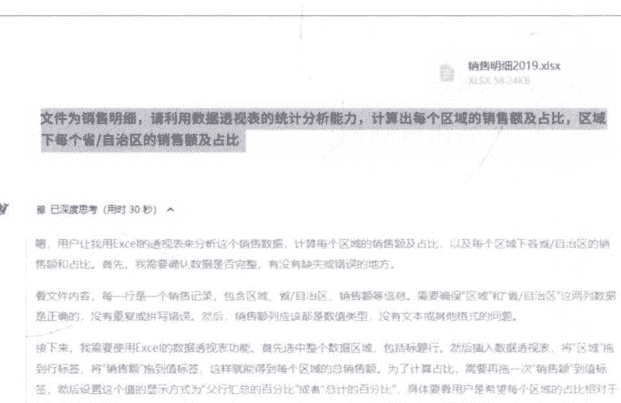 销售明细2019.xlsx
XLSX 58.24KB
文件为销售明细，请利用数据透视表的统计分析能力，计算出每个区域的销售额及占比，区域
下每个省/自治区的销售额及占比
已深度思考（用时 30 秒）
嗯，用户让我用Excel的透视表来分析这个销售数据，计算每个区域的销售额及占比，以及每个区域下各省/自治区的销
售额和占比。首先，我需要确认数据是否完整，有没有缺失或错误的地方。
看文件内容，每一行是一个销售记录，包含区域、省/自治区、销售额等信息。需要确保“区域”和“省/自治区”这两列数据
是正确的，没有重复或拼写错误。然后，销售额列应该都是数值类型，没有文本或其他格式的问题。
接下来，我需要使用Excel的数据透视表功能。首先选中整个数据区域，包括标题行。然后插入数据透视表，将“区域”拖
到行标签，将“销售额”拖到值标签，这样就能得到每个区域的总销售额。为了计算占比，需要再拖一次“销售额”到值标
签，然后设置这个值的显示方式为“父行汇总的百分比”或者“总计的百分比”，具体要看用户是希望每个区域的占比相对于